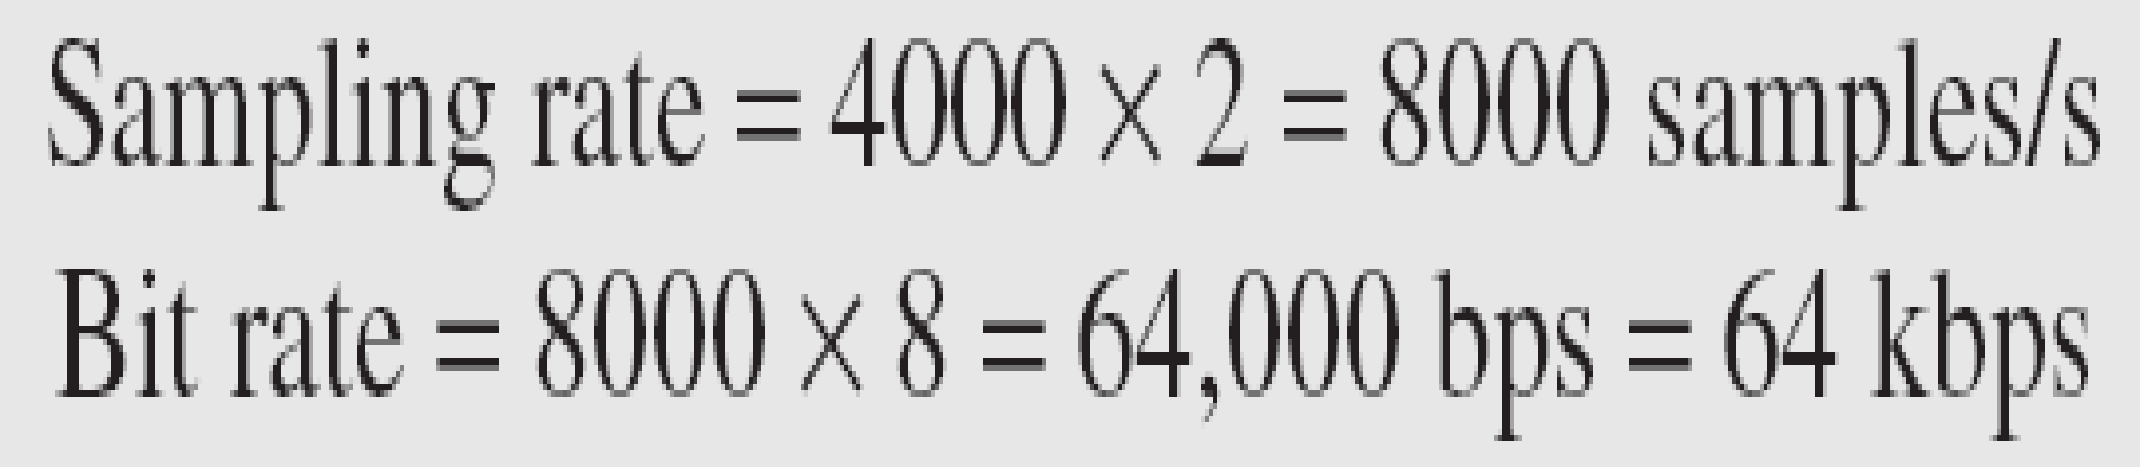 Sampling rate = 4000 × 2 = 8000 samples/s
Bit rate = 8000 × 8 = 64,000 bps = 64 kbps